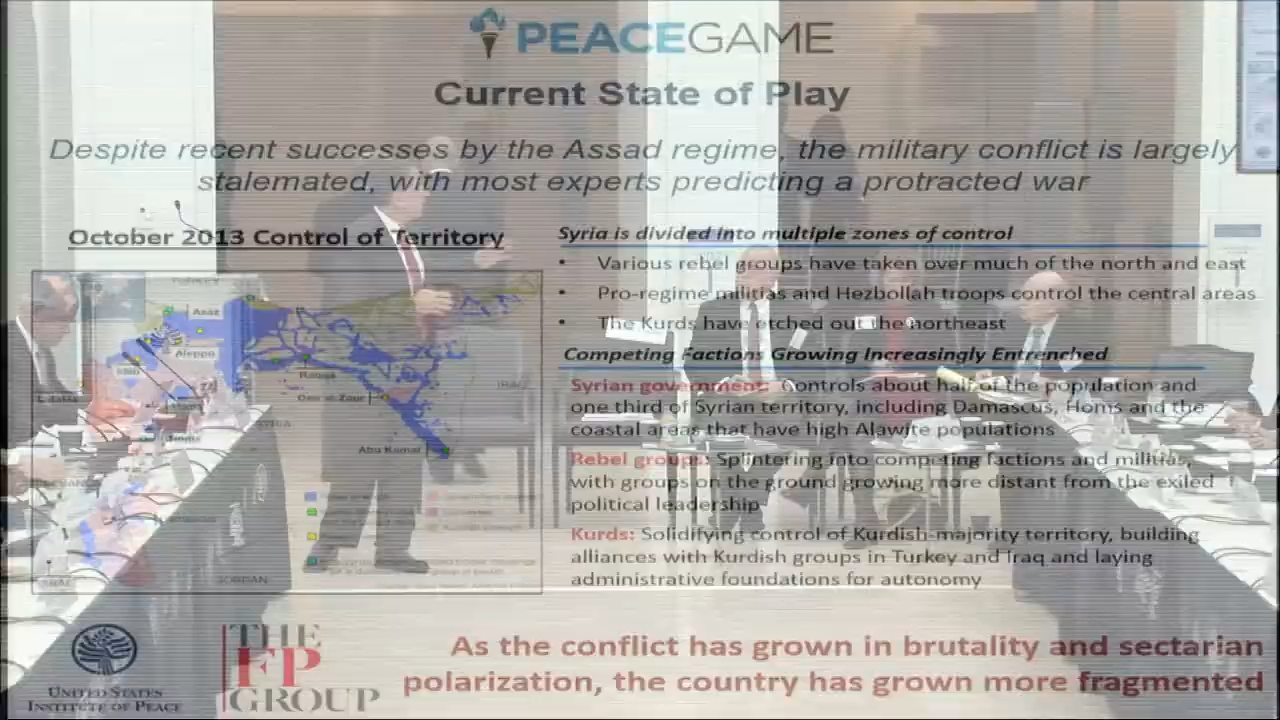 PEACEGAME
Current State of Play
Despite recent successes by the Assad regime, the military conflict is largely
stalemated, with most experts predicting a protracted war
October 2013 Control of Territory
TURKEY
Azaz
Aleppo
Idlib
Raqqa
Deir al-Zour
Abu Kamal
IRAQ
JORDAN
Syria is divided into multiple zones of control
• Various rebel groups have taken over much of the north and east
• Pro-regime militias and Hezbollah troops control the central areas
• The Kurds have etched out the northeast
Competing Factions Growing Increasingly Entrenched
Syrian government: Controls about half of the population and
one third of Syrian territory, including Damascus, Homs and the
coastal areas that have high Alawite populations
Rebel groups: Splintering into competing factions and militias,
with groups on the ground growing more distant from the exiled
political leadership
Kurds: Solidifying control of Kurdish-majority territory, building
alliances with Kurdish groups in Turkey and Iraq and laying
administrative foundations for autonomy
UNITED STATES
INSTITUTE OF PEACE
THE
FP
GROUP
As the conflict has grown in brutality and sectarian
polarization, the country has grown more fragmented